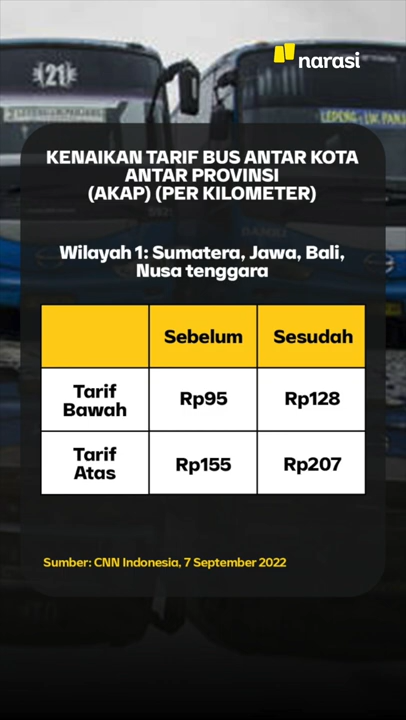 narasi
(21)
KENAIKAN TARIF BUS ANTAR KOTA
ANTAR PROVINSI
(AKAP) (PER KILOMETER)
Wilayah 1: Sumatera, Jawa, Bali,
Nusa tenggara
Sebelum Sesudah
Tarif Bawah Rp95 Rp128
Tarif Atas Rp155 Rp207
Sumber: CNN Indonesia, 7 September 2022